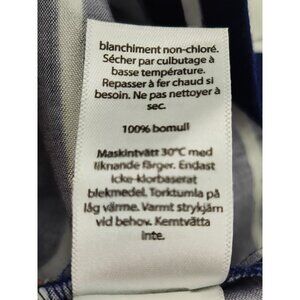 blanchiment non-chloré.
Sécher par culbutage à
basse température.
Repasser à fer chaud si
besoin. Ne pas nettoyer à
sec.
100% bomull
Maskintvätt 30°C med
liknande färger. Endast
icke-klorbaserat
blekmedel. Torktumla på
låg värme. Varmt strykjärn
vid behov. Kemtvätta
inte.